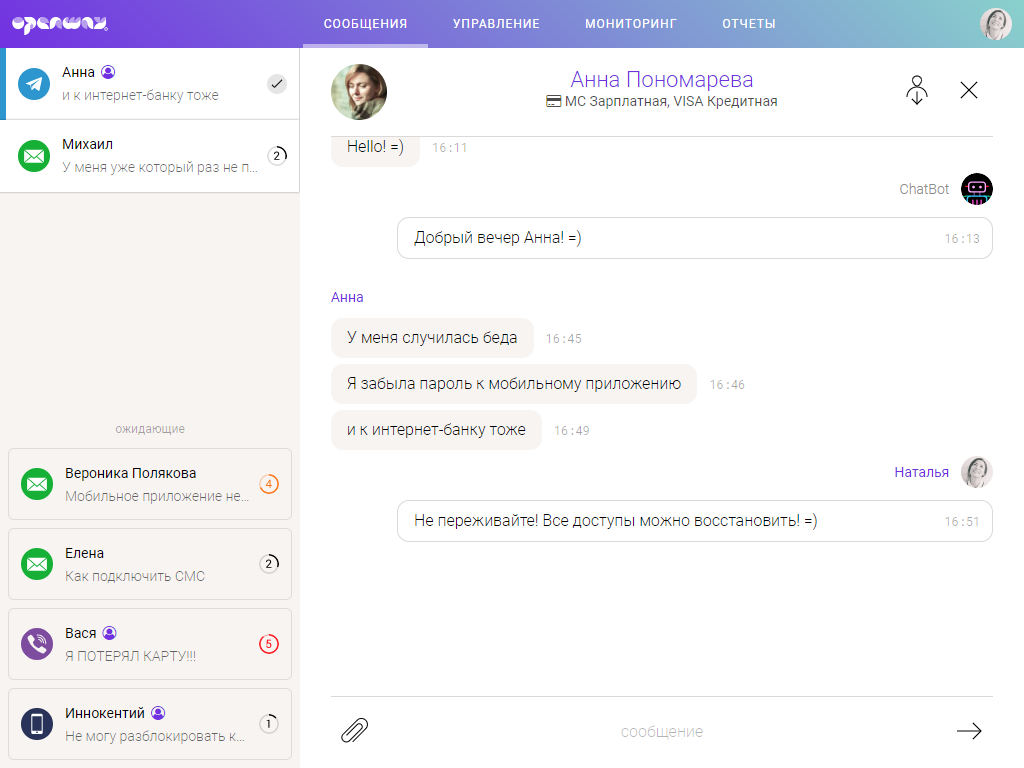 openway
СООБЩЕНИЯ УПРАВЛЕНИЕ МОНИТОРИНГ ОТЧЕТЫ
Анна
и к интернет-банку тоже
Михаил
У меня уже который раз не п...
2
ожидающие
Вероника Полякова
Мобильное приложение не...
4
Елена
Как подключить СМС
2
Вася
Я ПОТЕРЯЛ КАРТУ!!!
5
Иннокентий
Не могу разблокировать к...
1
Анна Пономарева
МС Зарплатная, VISA Кредитная
Hello! =) 16:11
ChatBot
Добрый вечер Анна! =) 16:13
Анна
У меня случилась беда 16:45
Я забыла пароль к мобильному приложению 16:46
и к интернет-банку тоже 16:49
Наталья
Не переживайте! Все доступы можно восстановить! =) 16:51
сообщение